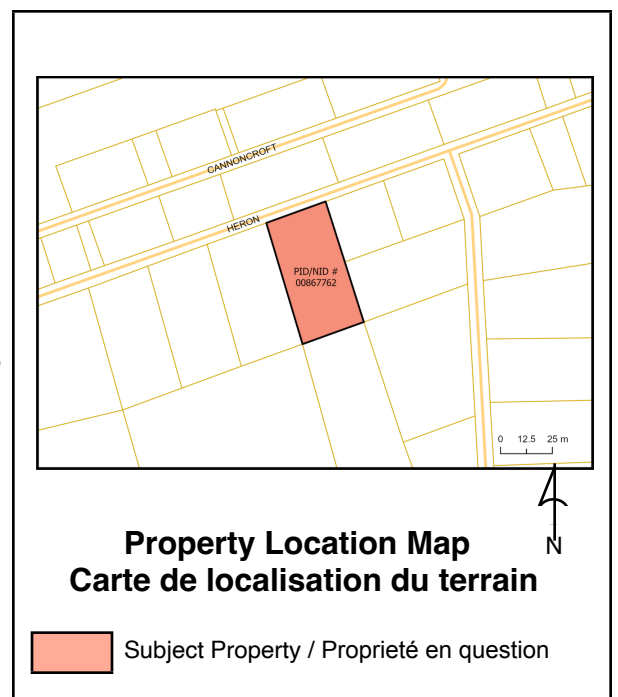 CANNONCROFT
HERON
PID/NID #
00867762
0 12.5 25 m
N
Property Location Map
Carte de localisation du terrain
Subject Property / Proprieté en question